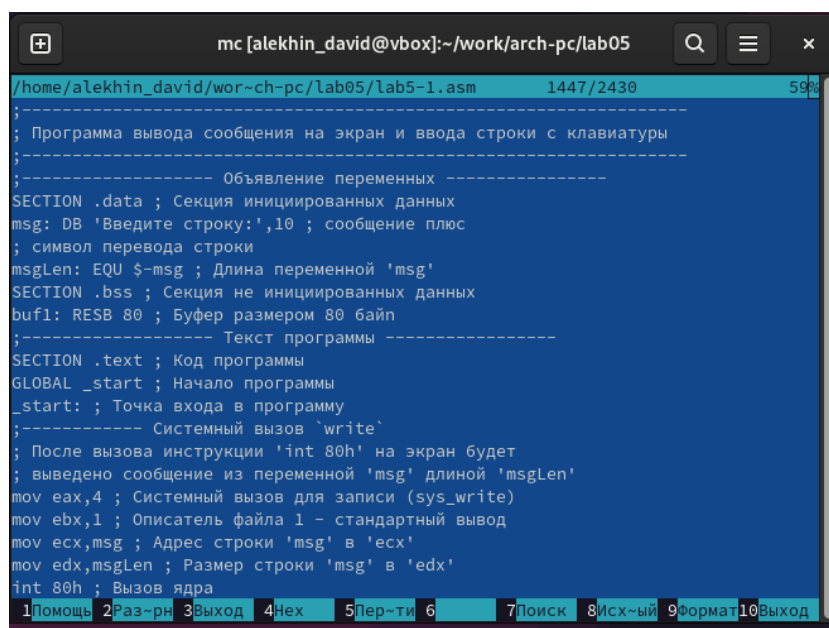 mc [alekhin_david@vbox]:~/work/arch-pc/lab05
/home/alekhin_david/wor~ch-pc/lab05/lab5-1.asm 1447/2430 59%
;------------------------------------------------------------------
; Программа вывода сообщения на экран и ввода строки с клавиатуры
;------------------------------------------------------------------
;------------------- Объявление переменных ----------------
SECTION .data ; Секция инициированных данных
msg: DB 'Введите строку:',10 ; сообщение плюс
; символ перевода строки
msgLen: EQU $-msg ; Длина переменной 'msg'
SECTION .bss ; Секция не инициированных данных
buf1: RESB 80 ; Буфер размером 80 байп
;------------------- Текст программы -----------------
SECTION .text ; Код программы
GLOBAL _start ; Начало программы
_start: ; Точка входа в программу
;------------ Системный вызов `write`
; После вызова инструкции 'int 80h' на экран будет
; выведено сообщение из переменной 'msg' длиной 'msgLen'
mov eax,4 ; Системный вызов для записи (sys_write)
mov ebx,1 ; Описатель файла 1 - стандартный вывод
mov ecx,msg ; Адрес строки 'msg' в 'ecx'
mov edx,msgLen ; Размер строки 'msg' в 'edx'
int 80h ; Вызов ядра
1Помощь 2Раз~рн 3Выход 4Hex 5Пер~ти 6 7Поиск 8Исх~ый 9Формат 10Выход